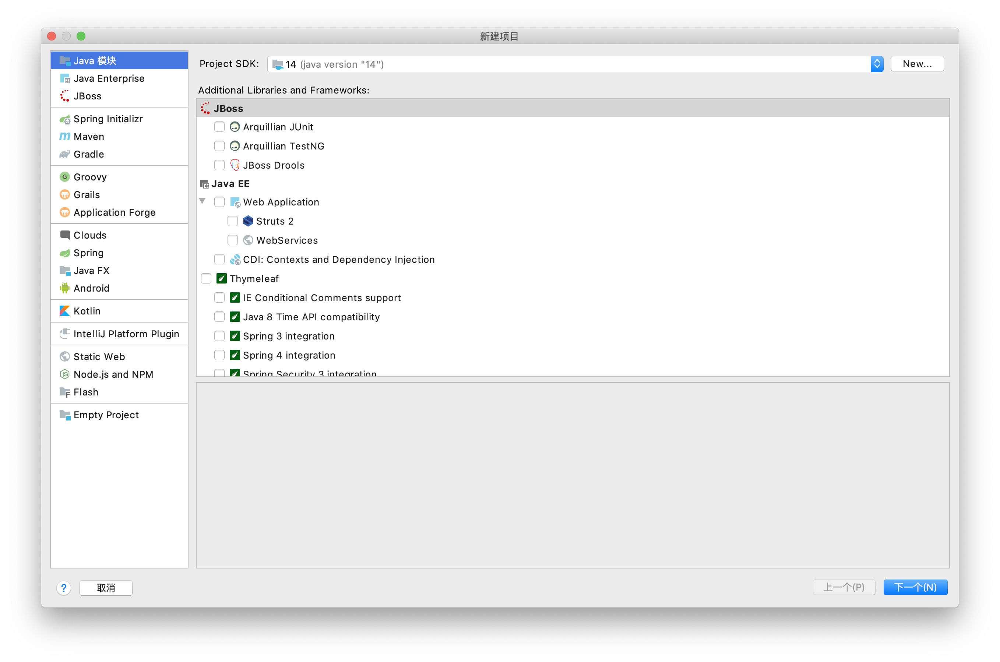 新建项目
Java 模块
Java Enterprise
JBoss
Spring Initializr
Maven
Gradle
Groovy
Grails
Application Forge
Clouds
Spring
Java FX
Android
Kotlin
IntelliJ Platform Plugin
Static Web
Node.js and NPM
Flash
Empty Project
Project SDK: 14 (java version "14") New...
Additional Libraries and Frameworks:
JBoss
Arquillian JUnit
Arquillian TestNG
JBoss Drools
Java EE
Web Application
Struts 2
WebServices
CDI: Contexts and Dependency Injection
Thymeleaf
IE Conditional Comments support
Java 8 Time API compatibility
Spring 3 integration
Spring 4 integration
Spring Security 3 integration
? 取消 上一个(P) 下一个(N)